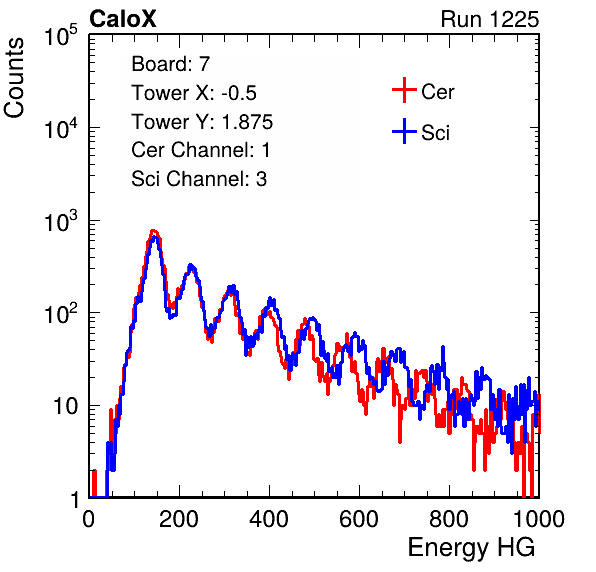 CaloX Run 1225
Counts
10^5
10^4
10^3
10^2
10
1
Board: 7
Tower X: -0.5
Tower Y: 1.875
Cer Channel: 1
Sci Channel: 3
Cer
Sci
0 200 400 600 800 1000
Energy HG